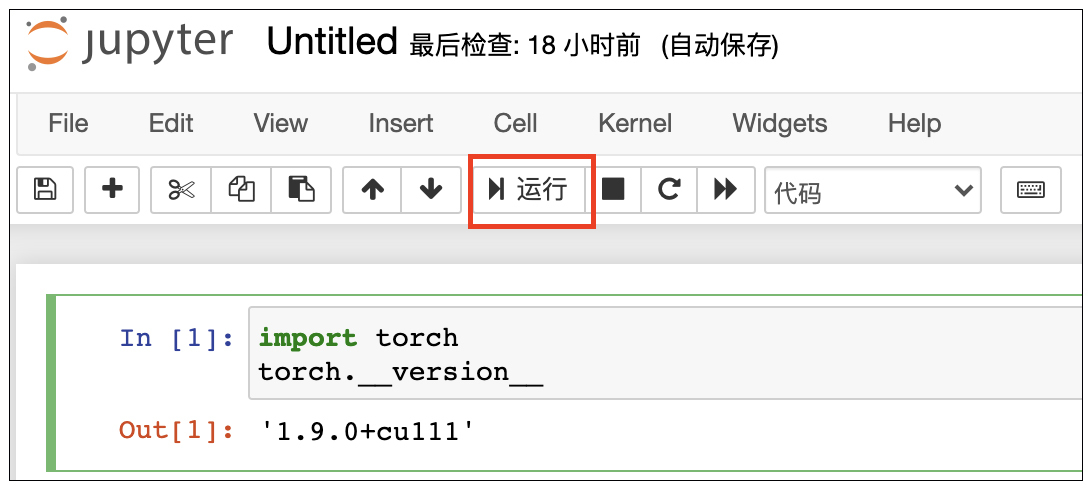 jupyter Untitled 最后检查: 18 小时前 (自动保存)
File Edit View Insert Cell Kernel Widgets Help
运行 代码
In [1]: import torch
torch.__version__
Out[1]: '1.9.0+cu111'